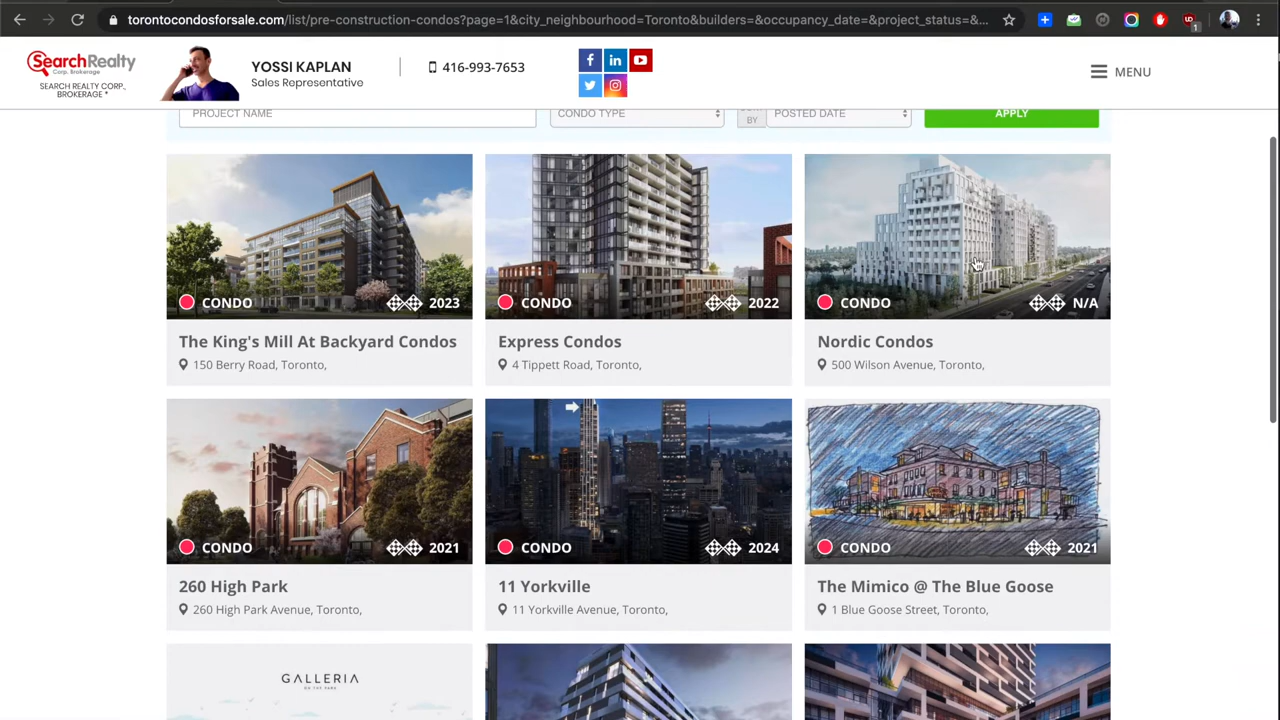 torontocondosforsale.com/list/pre-construction-condos?page=1&city_neighbourhood=Toronto&builders=&occupancy_date=&project_status=&...
1
SearchRealty
Corp. Brokerage
SEARCH REALTY CORP.,
BROKERAGE *
YOSSI KAPLAN
Sales Representative
416-993-7653
MENU
PROJECT NAME
CONDO TYPE
BY
POSTED DATE
APPLY
CONDO
2023
The King's Mill At Backyard Condos
150 Berry Road, Toronto,
CONDO
2022
Express Condos
4 Tippett Road, Toronto,
CONDO
N/A
Nordic Condos
500 Wilson Avenue, Toronto,
CONDO
2021
260 High Park
260 High Park Avenue, Toronto,
CONDO
2024
11 Yorkville
11 Yorkville Avenue, Toronto,
CONDO
2021
The Mimico @ The Blue Goose
1 Blue Goose Street, Toronto,
GALLERIA